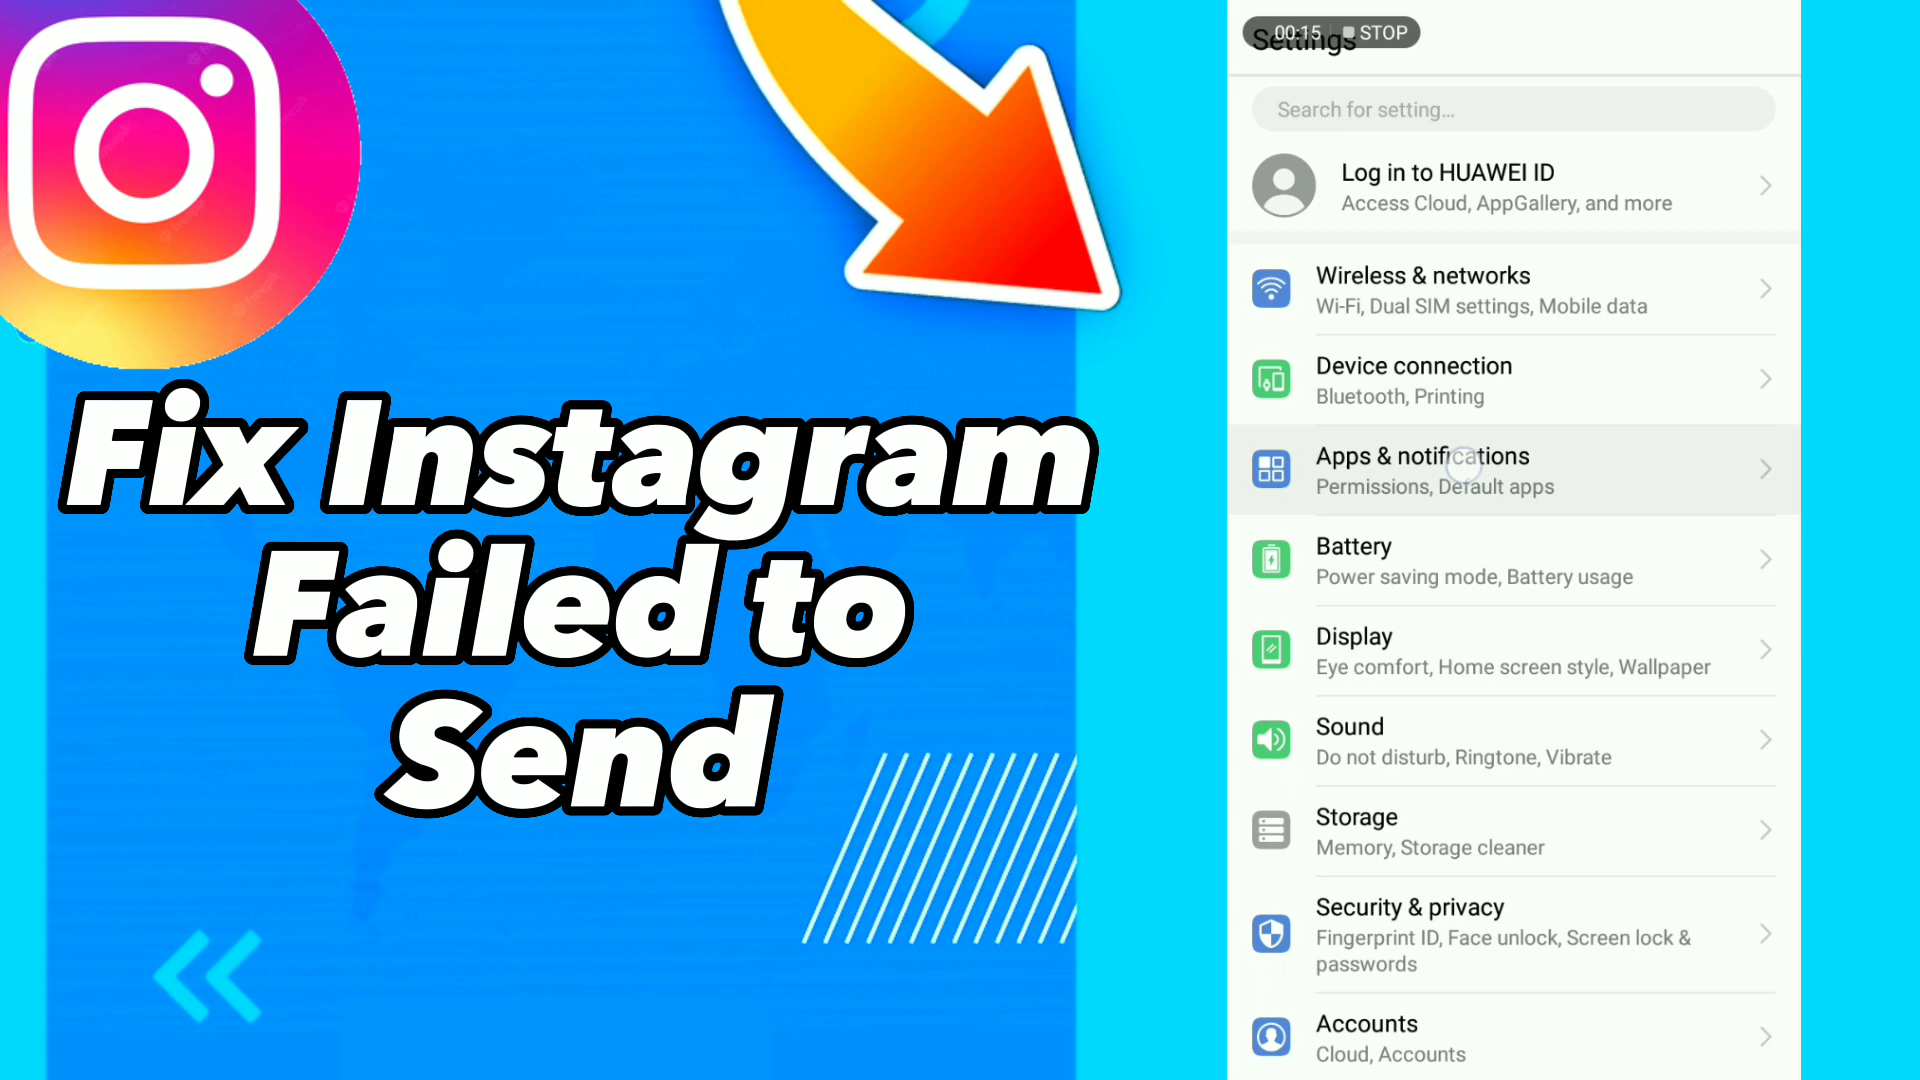 Fix Instagram
Failed to
Send
00:15 STOP
Settings
Search for setting...
Log in to HUAWEI ID
Access Cloud, AppGallery, and more
Wireless & networks
Wi-Fi, Dual SIM settings, Mobile data
Device connection
Bluetooth, Printing
Apps & notifications
Permissions, Default apps
Battery
Power saving mode, Battery usage
Display
Eye comfort, Home screen style, Wallpaper
Sound
Do not disturb, Ringtone, Vibrate
Storage
Memory, Storage cleaner
Security & privacy
Fingerprint ID, Face unlock, Screen lock &
passwords
Accounts
Cloud, Accounts